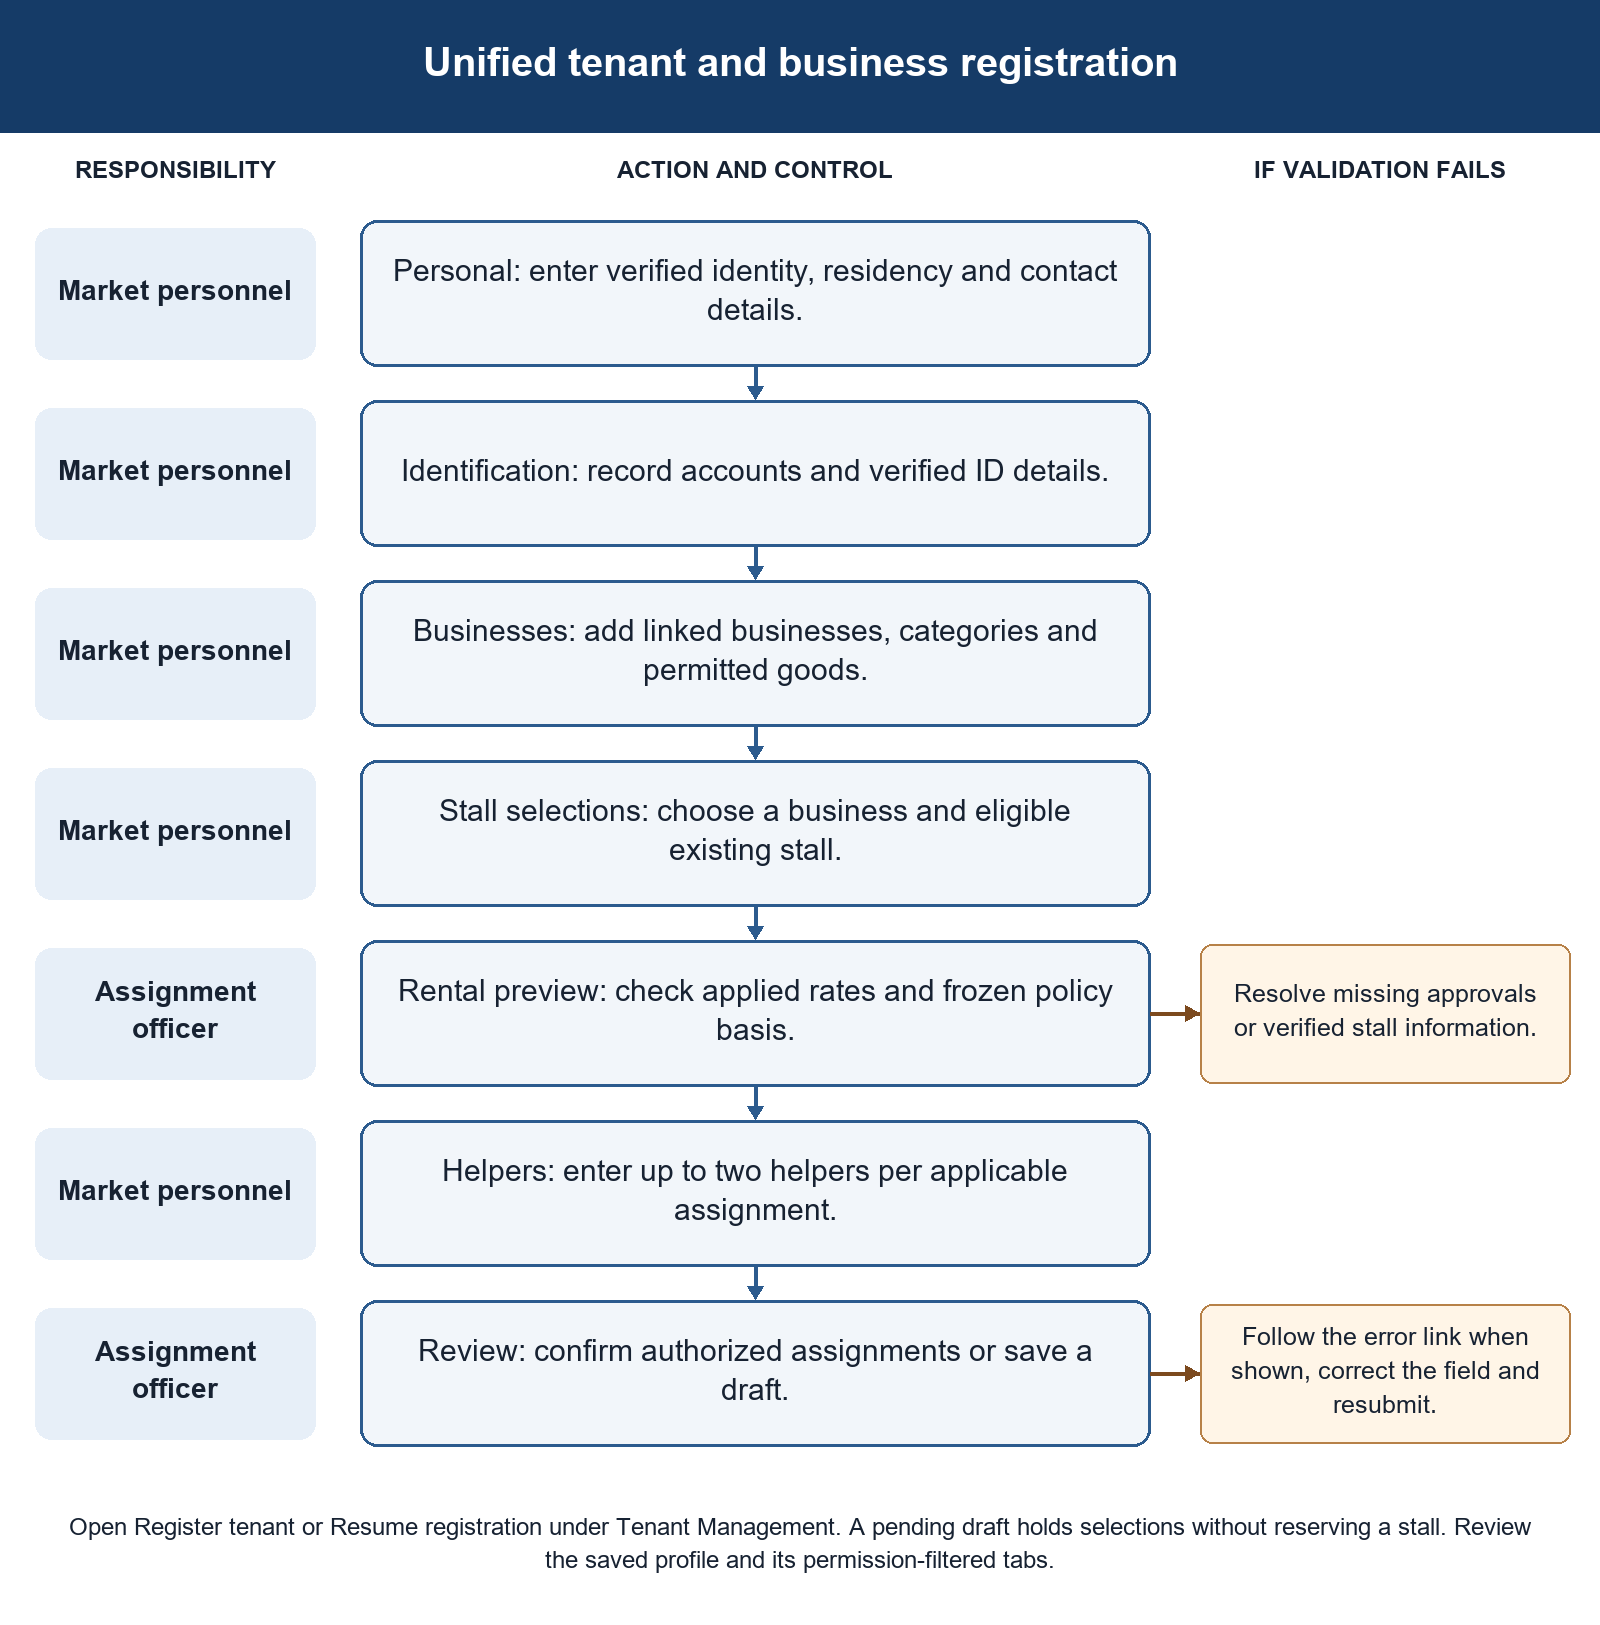 Unified tenant and business registration
RESPONSIBILITY
ACTION AND CONTROL
IF VALIDATION FAILS
Market personnel
Personal: enter verified identity, residency and contact
details.
Market personnel
Identification: record accounts and verified ID details.
Market personnel
Businesses: add linked businesses, categories and
permitted goods.
Market personnel
Stall selections: choose a business and eligible
existing stall.
Assignment
officer
Rental preview: check applied rates and frozen policy
basis.
Resolve missing approvals
or verified stall information.
Market personnel
Helpers: enter up to two helpers per applicable
assignment.
Assignment
officer
Review: confirm authorized assignments or save a
draft.
Follow the error link when
shown, correct the field and
resubmit.
Open Register tenant or Resume registration under Tenant Management. A pending draft holds selections without reserving a stall. Review
the saved profile and its permission-filtered tabs.